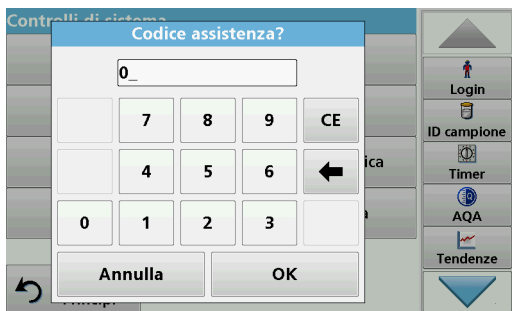 Controlli di sistema
Codice assistenza?
0_
7 8 9 CE
4 5 6
0 1 2 3
Annulla OK
Login
ID campione
Timer
AQA
Tendenze